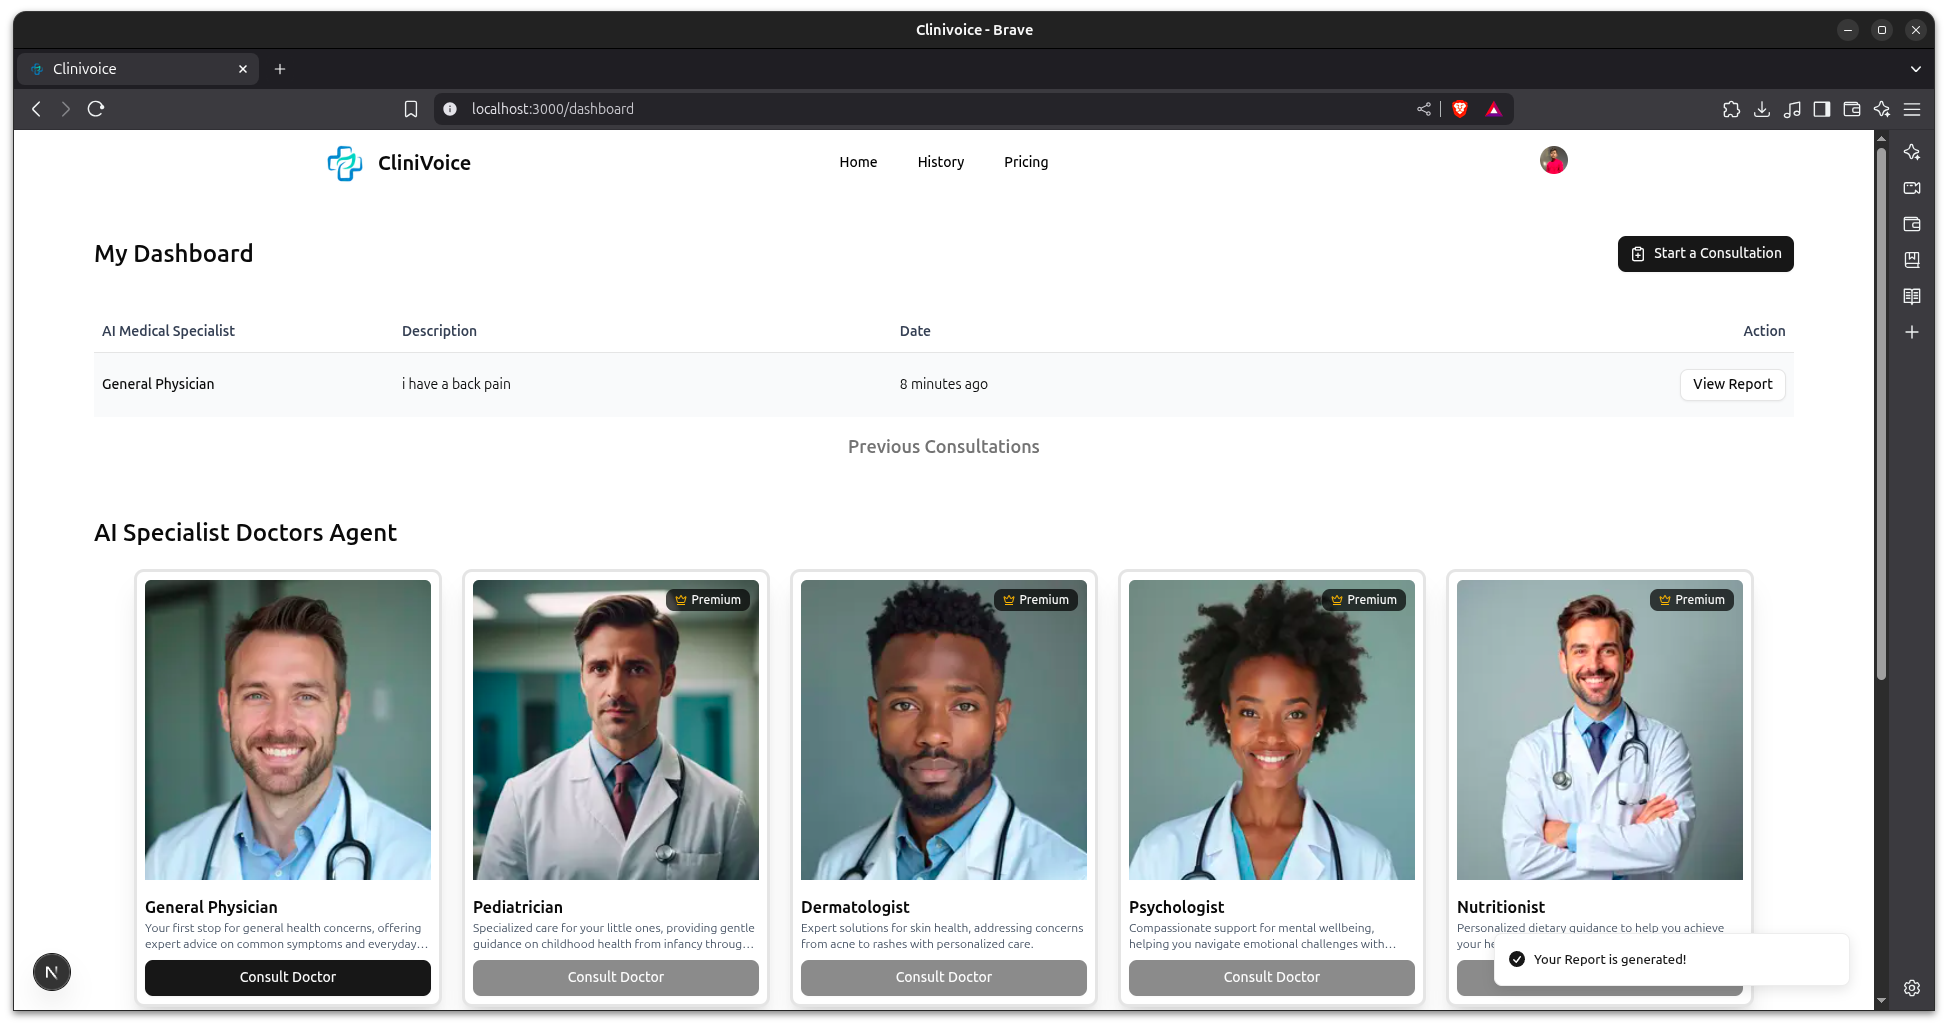 Clinivoice - Brave
Clinivoice
localhost:3000/dashboard
CliniVoice
Home History Pricing
My Dashboard
Start a Consultation
AI Medical Specialist Description Date Action
General Physician i have a back pain 8 minutes ago View Report
Previous Consultations
AI Specialist Doctors Agent
Premium Premium Premium Premium
General Physician
Your first stop for general health concerns, offering
expert advice on common symptoms and everyday...
Consult Doctor
Pediatrician
Specialized care for your little ones, providing gentle
guidance on childhood health from infancy throug...
Consult Doctor
Dermatologist
Expert solutions for skin health, addressing concerns
from acne to rashes with personalized care.
Consult Doctor
Psychologist
Compassionate support for mental wellbeing,
helping you navigate emotional challenges with...
Consult Doctor
Nutritionist
Personalized dietary guidance to help you achieve
your he
Your Report is generated!
N